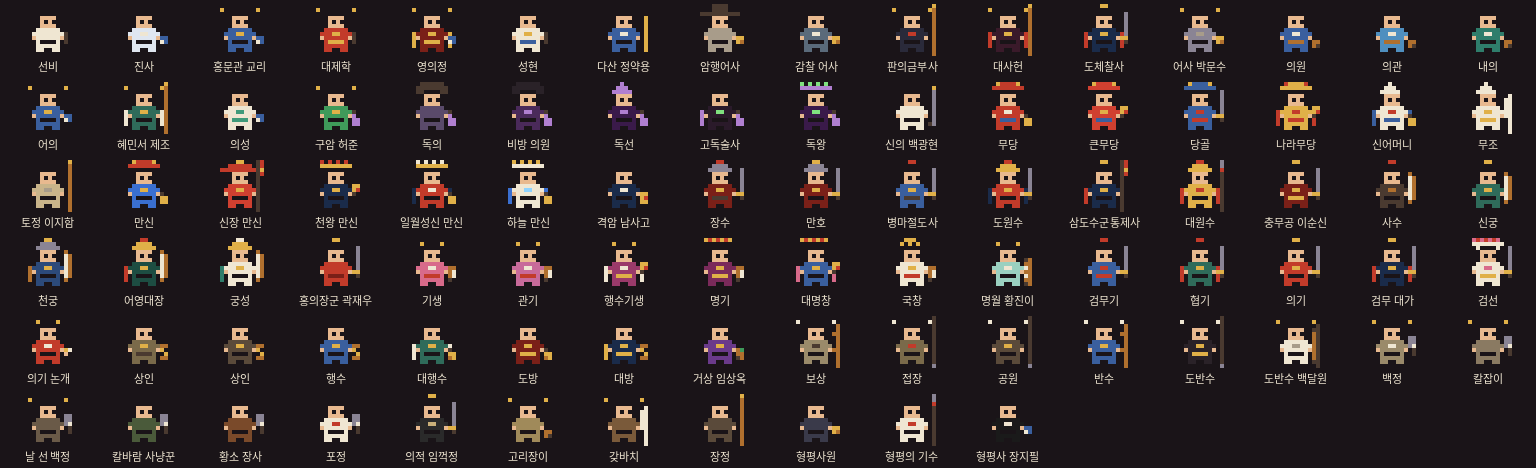 선비 진사 홍문관 교리 대제학 영의정 성현 다산 정약용 암행어사 감찰 어사 판의금부사 대사헌 도체찰사 어사 박문수 의원 의관 내의
어의 혜민서 제조 의성 구암 허준 독의 비방 의원 독선 고독술사 독왕 신의 백광현 무당 큰무당 당골 나라무당 신어머니 무조
토정 이지함 만신 신장 만신 천왕 만신 일월성신 만신 하늘 만신 격암 남사고 장수 만호 병마절도사 도원수 삼도수군통제사 대원수 충무공 이순신 사수 신궁
천궁 어영대장 궁성 홍의장군 곽재우 기생 관기 행수기생 명기 대명창 국창 명월 황진이 검무기 협기 의기 검무 대가 검선
의기 논개 상인 상인 행수 대행수 도방 대방 거상 임상옥 보상 접장 공원 반수 도반수 도반수 백달원 백정 칼잡이
날 선 백정 칼바람 사냥꾼 황소 장사 포정 의적 임꺽정 고리장이 갖바치 장정 형평사원 형평의 기수 형평사 장지필